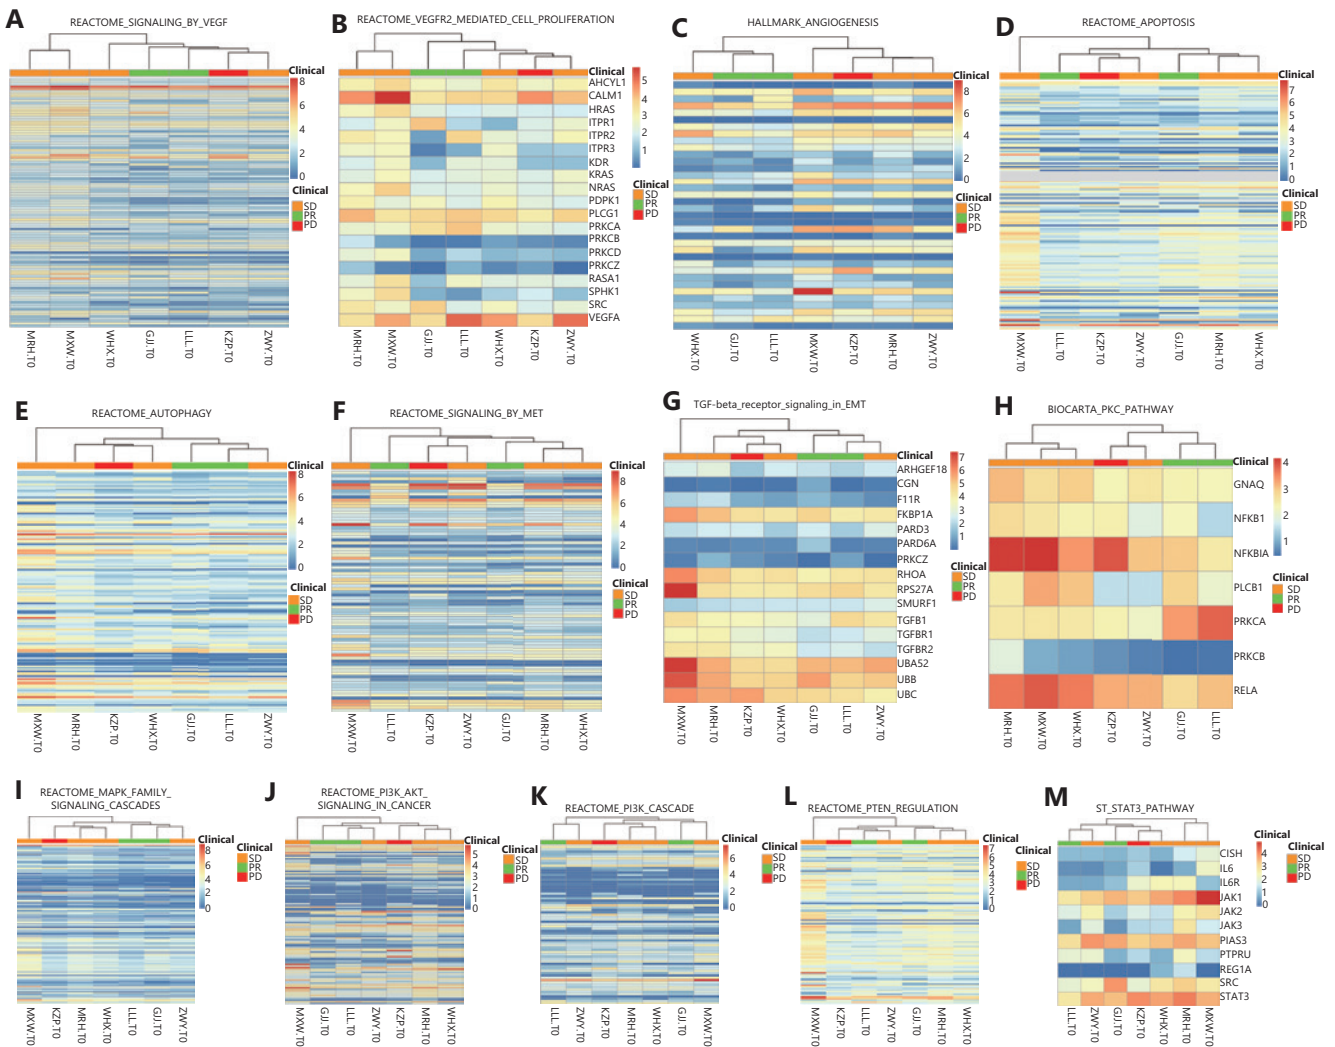 A
REACTOME_SIGNALING_BY_VEGF
Clinical
8
6
4
2
0
Clinical
SD
PR
PD
MRH.T0
MXW.T0
WHX.T0
GJJ.T0
LLL.T0
KZP.T0
ZWY.T0
B
REACTOME_VEGFR2_MEDIATED_CELL_PROLIFERATION
Clinical
AHCYL1
CALM1
HRAS
ITPR1
ITPR2
ITPR3
KDR
KRAS
NRAS
PDPK1
PLCG1
PRKCA
PRKCB
PRKCD
PRKCZ
RASA1
SPHK1
SRC
VEGFA
5
4
3
2
1
Clinical
SD
PR
PD
MRH.T0
MXW.T0
GJJ.T0
LLL.T0
WHX.T0
KZP.T0
ZWY.T0
C
HALLMARK_ANGIOGENESIS
Clinical
8
6
4
2
0
Clinical
SD
PR
PD
WHX.T0
GJJ.T0
LLL.T0
MXW.T0
KZP.T0
MRH.T0
ZWY.T0
D
REACTOME_APOPTOSIS
Clinical
7
6
5
4
3
2
1
0
Clinical
SD
PR
PD
MXW.T0
LLL.T0
KZP.T0
ZWY.T0
GJJ.T0
MRH.T0
WHX.T0
E
REACTOME_AUTOPHAGY
Clinical
8
6
4
2
0
Clinical
SD
PR
PD
MXW.T0
MRH.T0
KZP.T0
WHX.T0
GJJ.T0
LLL.T0
ZWY.T0
F
REACTOME_SIGNALING_BY_MET
Clinical
8
6
4
2
0
Clinical
SD
PR
PD
MXW.T0
LLL.T0
KZP.T0
ZWY.T0
GJJ.T0
MRH.T0
WHX.T0
G
TGF-beta_receptor_signaling_in_EMT
Clinical
ARHGEF18
CGN
F11R
FKBP1A
PARD3
PARD6A
PRKCZ
RHOA
RPS27A
SMURF1
TGFB1
TGFBR1
TGFBR2
UBA52
UBB
UBC
7
6
5
4
3
2
1
Clinical
SD
PR
PD
MXW.T0
MRH.T0
KZP.T0
WHX.T0
GJJ.T0
LLL.T0
ZWY.T0
H
BIOCARTA_PKC_PATHWAY
Clinical
GNAQ
NFKB1
NFKBIA
PLCB1
PRKCA
PRKCB
RELA
4
3
2
1
Clinical
SD
PR
PD
MRH.T0
MXW.T0
WHX.T0
KZP.T0
ZWY.T0
GJJ.T0
LLL.T0
I
REACTOME_MAPK_FAMILY_
SIGNALING_CASCADES
Clinical
8
6
4
2
0
Clinical
SD
PR
PD
MXW.T0
KZP.T0
MRH.T0
WHX.T0
LLL.T0
GJJ.T0
ZWY.T0
J
REACTOME_PI3K_AKT_
SIGNALING_IN_CANCER
Clinical
5
4
3
2
1
0
Clinical
SD
PR
PD
MXW.T0
GJJ.T0
LLL.T0
ZWY.T0
KZP.T0
MRH.T0
WHX.T0
K
REACTOME_PI3K_CASCADE
Clinical
6
4
2
0
Clinical
SD
PR
PD
LLL.T0
ZWY.T0
KZP.T0
MRH.T0
WHX.T0
GJJ.T0
MXW.T0
L
REACTOME_PTEN_REGULATION
Clinical
7
6
5
4
3
2
1
0
Clinical
SD
PR
PD
MXW.T0
KZP.T0
LLL.T0
ZWY.T0
GJJ.T0
MRH.T0
WHX.T0
M
ST_STAT3_PATHWAY
Clinical
CISH
IL6
IL6R
JAK1
JAK2
JAK3
PIAS3
PTPRU
REG1A
SRC
STAT3
4
3
2
1
0
Clinical
SD
PR
PD
LLL.T0
ZWY.T0
GJJ.T0
KZP.T0
WHX.T0
MRH.T0
MXW.T0